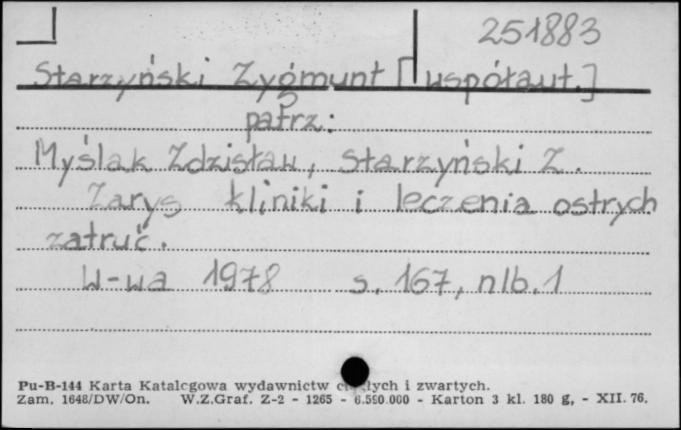 251883
Starzyński Zygmunt [współaut.]
patrz:
Myślak Zdzisław, Starzyński Z.
Zarys kliniki i leczenia ostrych
zatruć.
W-wa 1978 s. 167, nlb. 1
Pu-B-144 Karta Katalogowa wydawnictw i zwartych.
Zam. 1648/DW/On. W.Z.Graf. Z-2 - 1265 - 6.550.000 - Karton 3 kl. 180 g, - XII. 76.